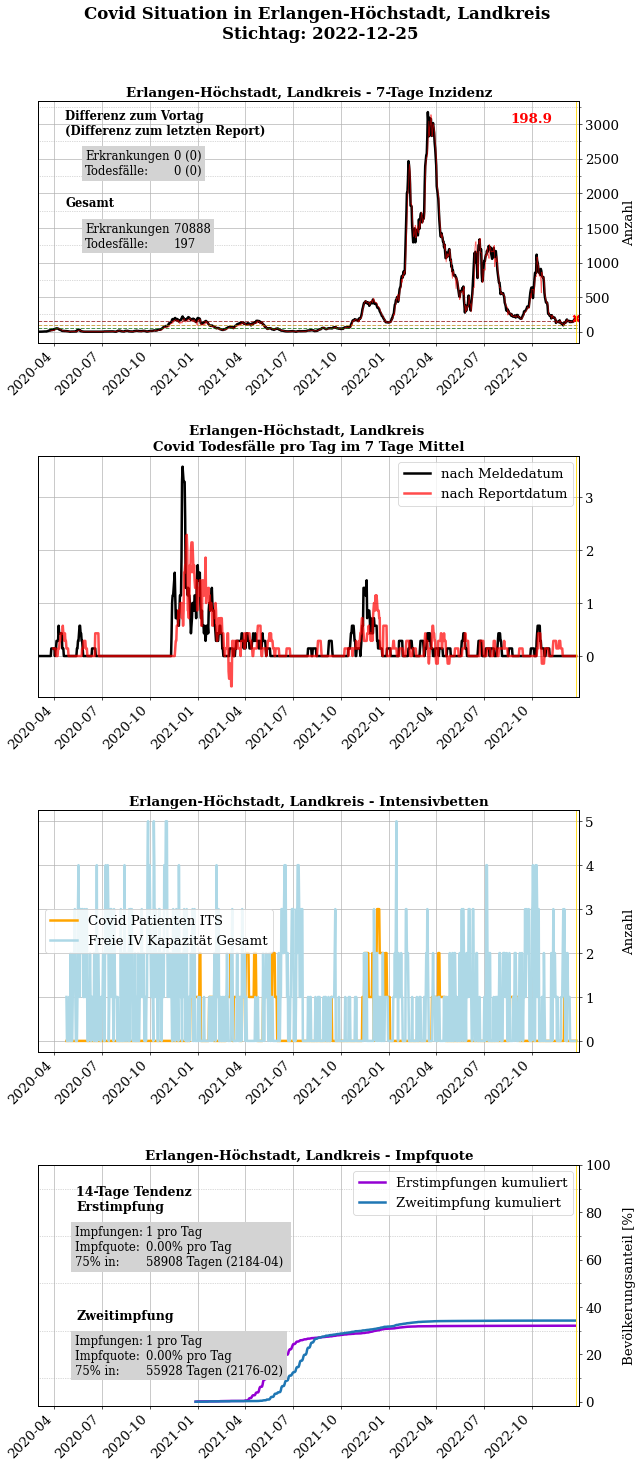 Covid Situation in Erlangen-Höchstadt, Landkreis
Stichtag: 2022-12-25
Erlangen-Höchstadt, Landkreis - 7-Tage Inzidenz
Differenz zum Vortag
(Differenz zum letzten Report)
Erkrankungen 0 (0)
Todesfälle: 0 (0)
Gesamt
Erkrankungen 70888
Todesfälle: 197
198.9
3000
2500
2000
1500
1000
500
0
Anzahl
2020-04 2020-07 2020-10 2021-01 2021-04 2021-07 2021-10 2022-01 2022-04 2022-07 2022-10
Erlangen-Höchstadt, Landkreis
Covid Todesfälle pro Tag im 7 Tage Mittel
nach Meldedatum
nach Reportdatum
3
2
1
0
2020-04 2020-07 2020-10 2021-01 2021-04 2021-07 2021-10 2022-01 2022-04 2022-07 2022-10
Erlangen-Höchstadt, Landkreis - Intensivbetten
Covid Patienten ITS
Freie IV Kapazität Gesamt
5
4
3
2
1
0
Anzahl
2020-04 2020-07 2020-10 2021-01 2021-04 2021-07 2021-10 2022-01 2022-04 2022-07 2022-10
Erlangen-Höchstadt, Landkreis - Impfquote
14-Tage Tendenz
Erstimpfung
Impfungen: 1 pro Tag
Impfquote: 0.00% pro Tag
75% in: 58908 Tagen (2184-04)
Zweitimpfung
Impfungen: 1 pro Tag
Impfquote: 0.00% pro Tag
75% in: 55928 Tagen (2176-02)
Erstimpfungen kumuliert
Zweitimpfung kumuliert
100
80
60
40
20
0
Bevölkerungsanteil [%]
2020-04 2020-07 2020-10 2021-01 2021-04 2021-07 2021-10 2022-01 2022-04 2022-07 2022-10